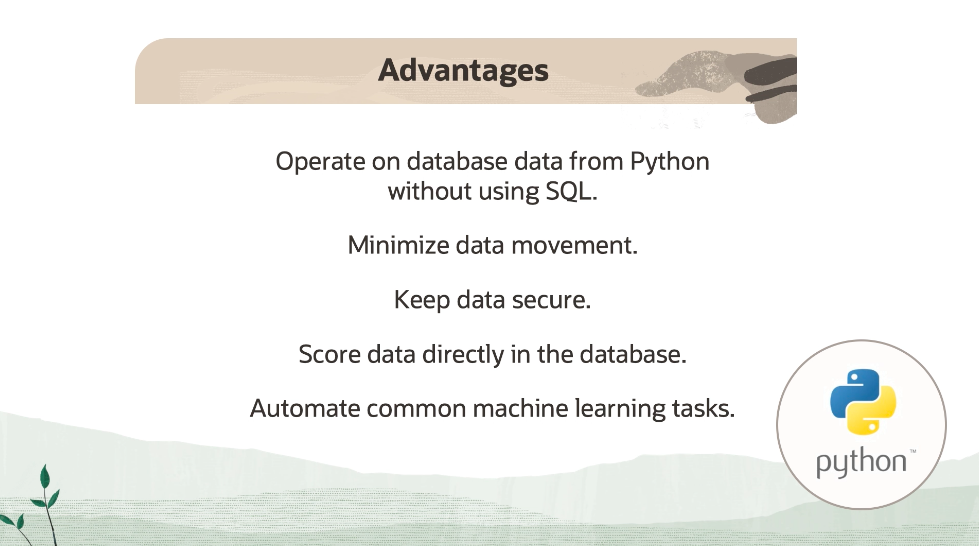 Advantages
Operate on database data from Python
without using SQL.
Minimize data movement.
Keep data secure.
Score data directly in the database.
Automate common machine learning tasks.
python™